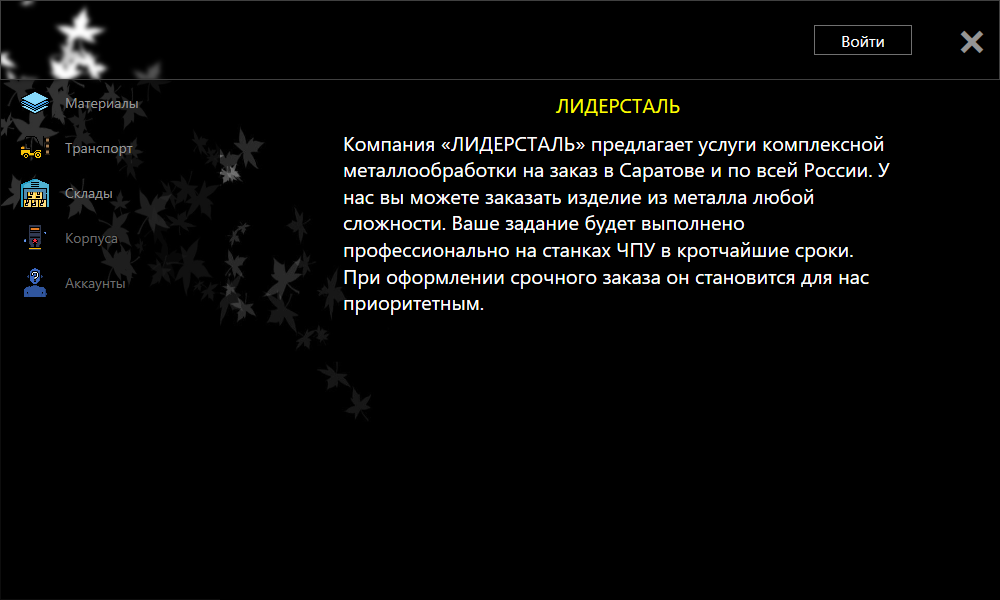 Войти
Материалы
Транспорт
Склады
Корпуса
Аккаунты
ЛИДЕРСТАЛЬ
Компания «ЛИДЕРСТАЛЬ» предлагает услуги комплексной
металлообработки на заказ в Саратове и по всей России. У
нас вы можете заказать изделие из металла любой
сложности. Ваше задание будет выполнено
профессионально на станках ЧПУ в кротчайшие сроки.
При оформлении срочного заказа он становится для нас
приоритетным.